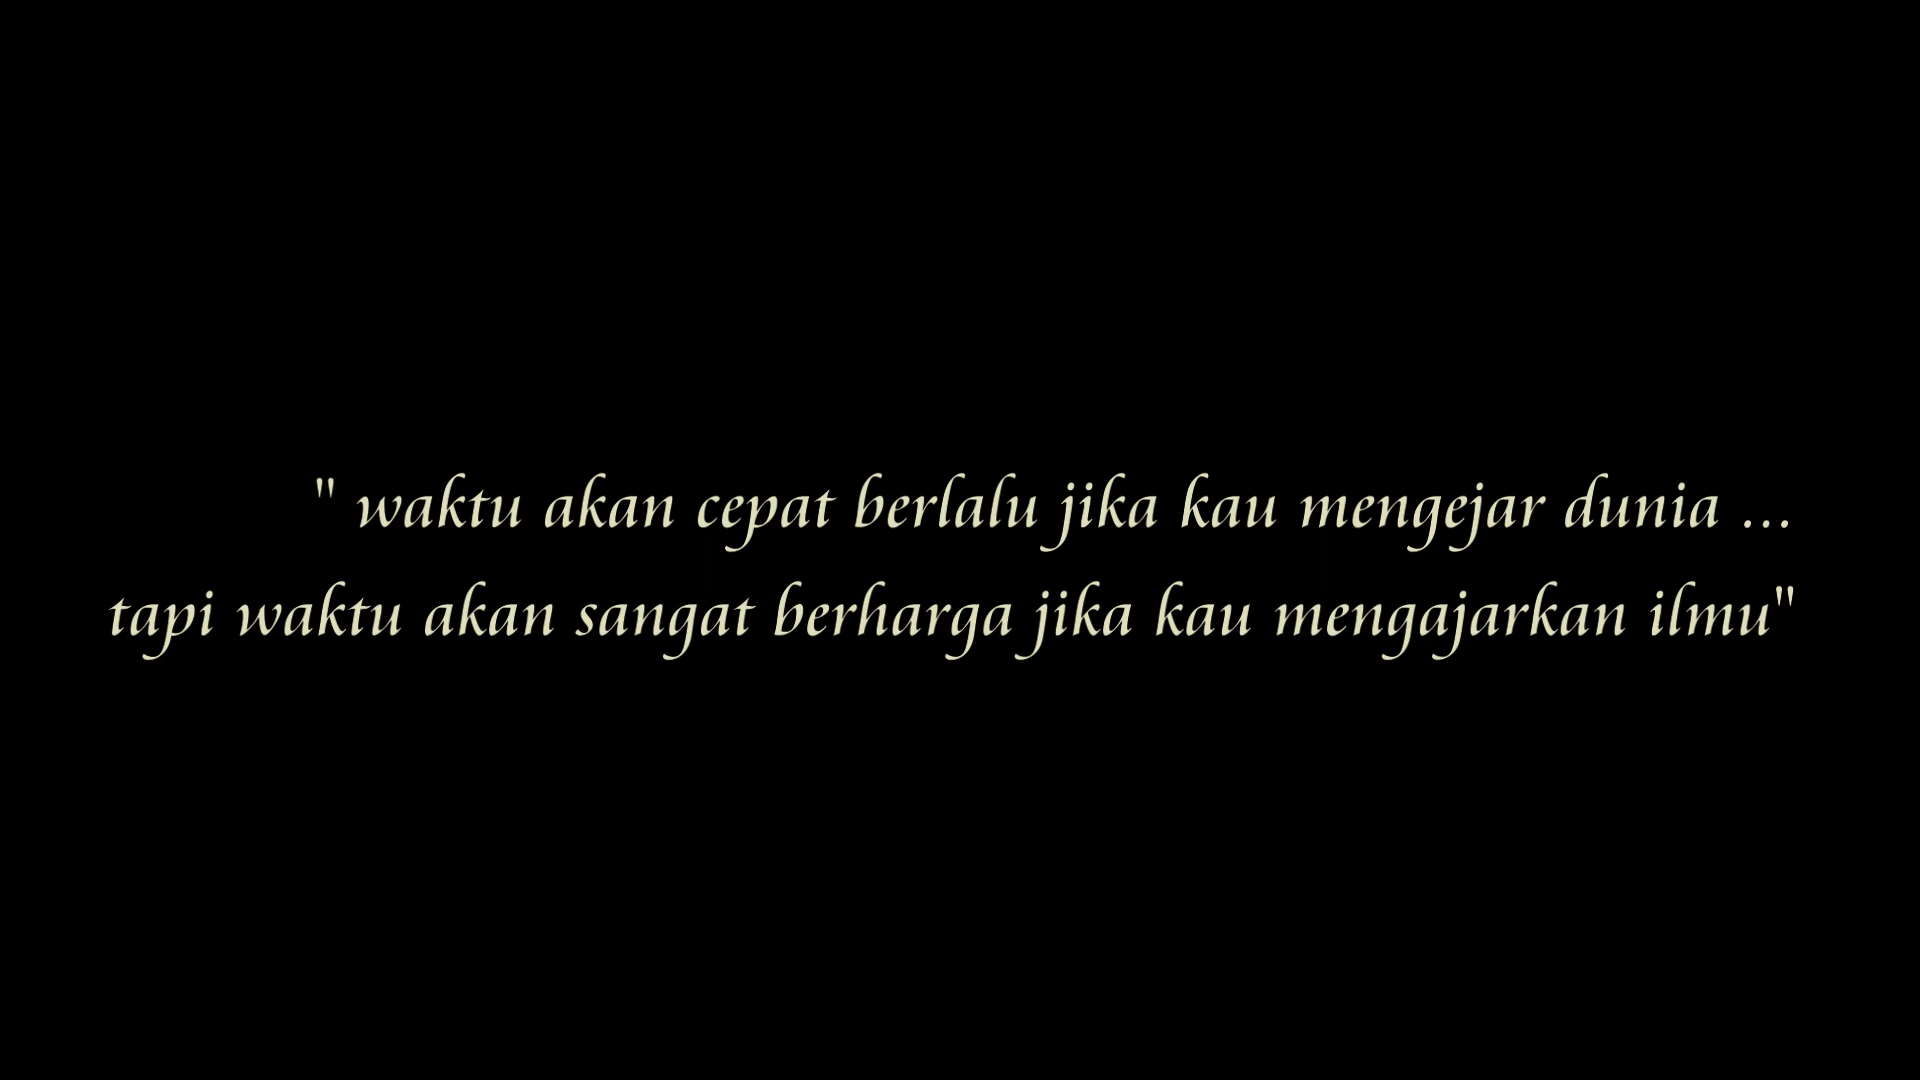 " waktu akan cepat berlalu jika kau mengejar dunia ...
tapi waktu akan sangat berharga jika kau mengajarkan ilmu"